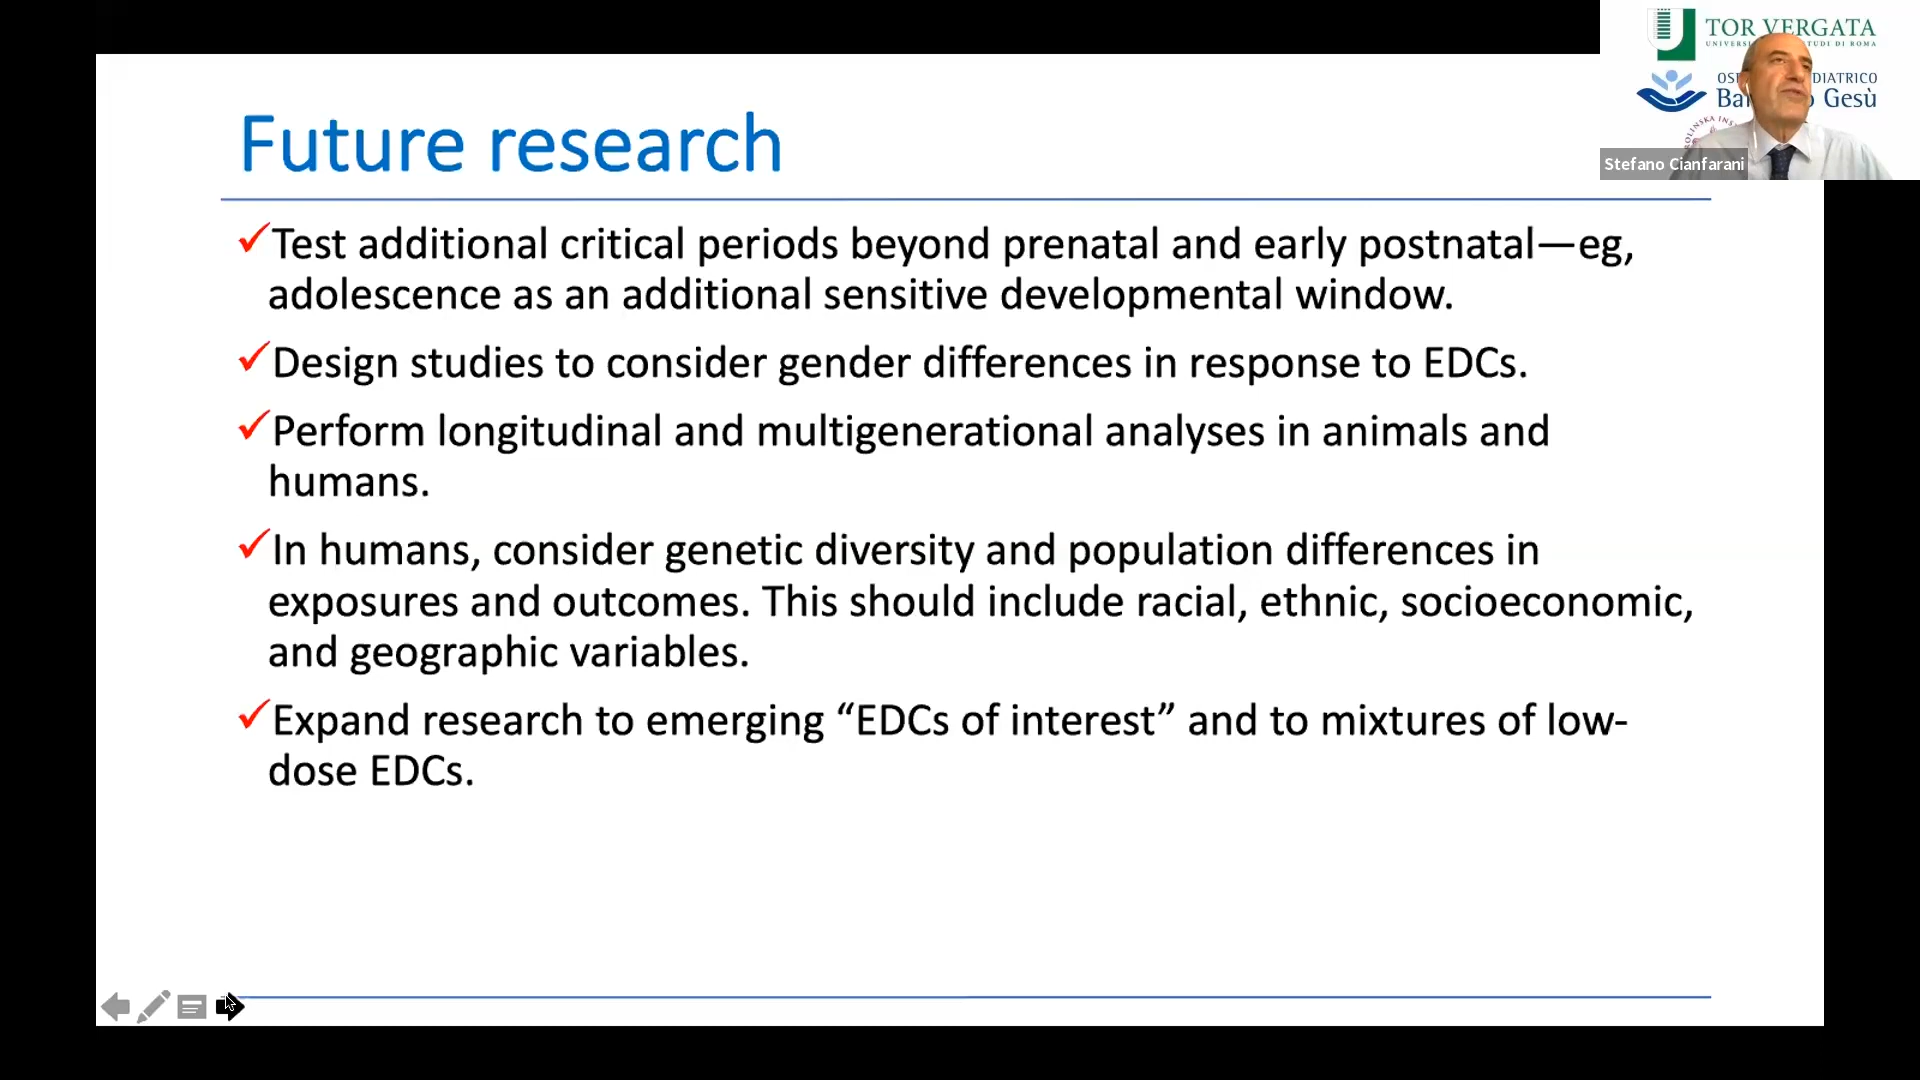 TOR VERGATA
DIATRICO
Gesù
Stefano Cianfarani
Future research
Test additional critical periods beyond prenatal and early postnatal—eg,
adolescence as an additional sensitive developmental window.
Design studies to consider gender differences in response to EDCs.
Perform longitudinal and multigenerational analyses in animals and
humans.
In humans, consider genetic diversity and population differences in
exposures and outcomes. This should include racial, ethnic, socioeconomic,
and geographic variables.
Expand research to emerging “EDCs of interest” and to mixtures of low-
dose EDCs.